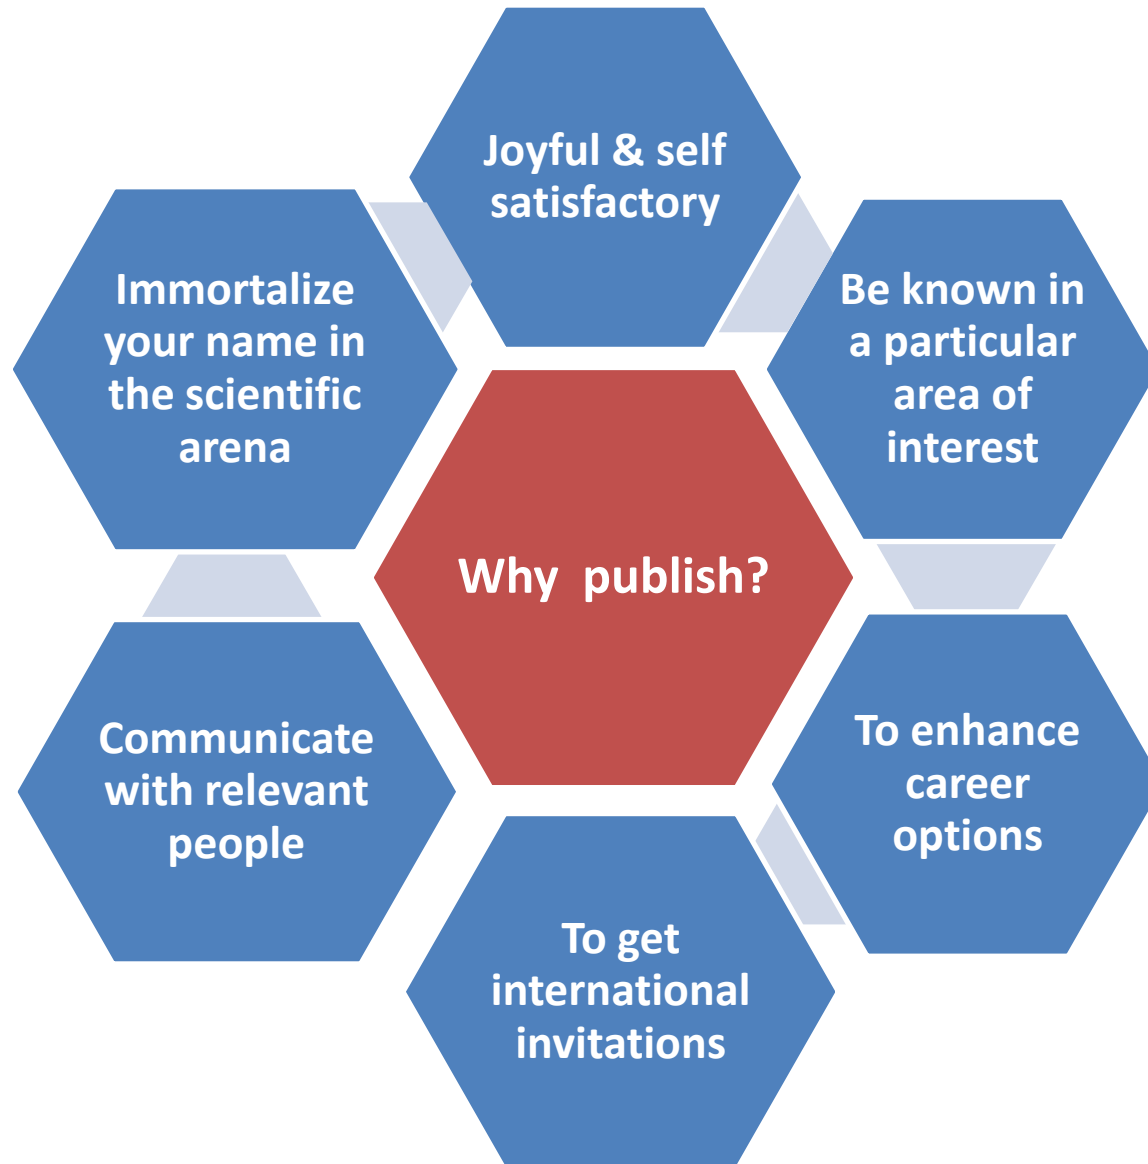 Joyful & self
satisfactory
Immortalize
your name in
the scientific
arena
Be known in
a particular
area of
interest
Why publish?
Communicate
with relevant
people
To enhance
career
options
To get
international
invitations